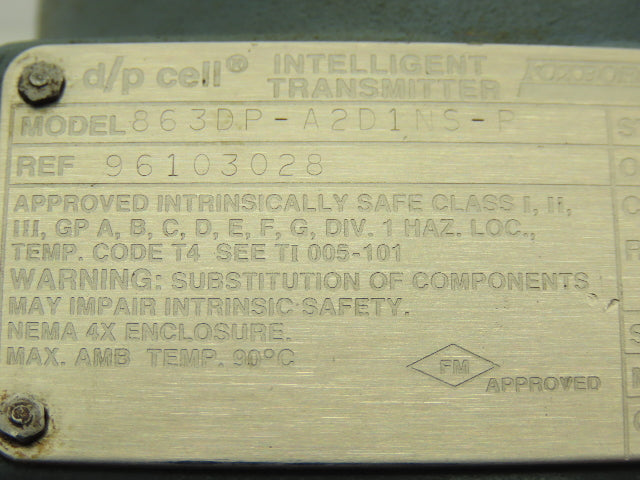 d/p cell® INTELLIGENT TRANSMITTER FOXBORO
MODEL 863DP-A2D1NS-P
REF 96103028
APPROVED INTRINSICALLY SAFE CLASS I, II,
III, GP A, B, C, D, E, F, G, DIV. 1 HAZ. LOC.,
TEMP. CODE T4 SEE TI 005-101
WARNING: SUBSTITUTION OF COMPONENTS
MAY IMPAIR INTRINSIC SAFETY.
NEMA 4X ENCLOSURE.
MAX. AMB TEMP. 90°C
FM
APPROVED